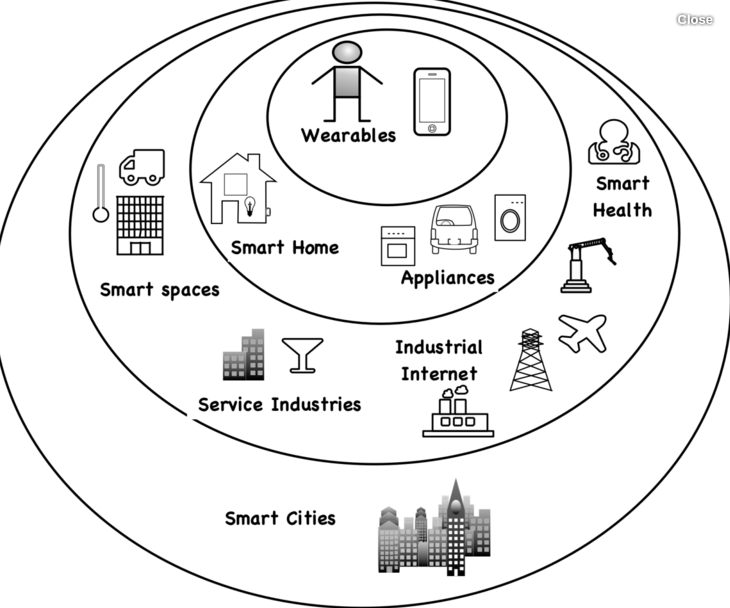 Close
Wearables
Smart
Health
Smart Home
Appliances
Smart spaces
Industrial
Internet
Service Industries
Smart Cities